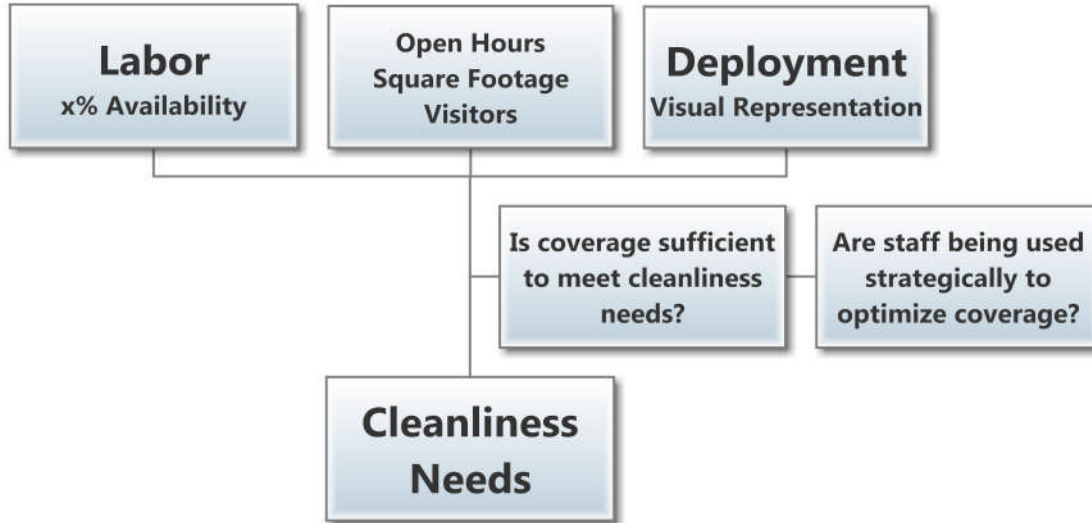 Labor
x% Availability
Open Hours
Square Footage
Visitors
Deployment
Visual Representation
Is coverage sufficient
to meet cleanliness
needs?
Are staff being used
strategically to
optimize coverage?
Cleanliness
Needs